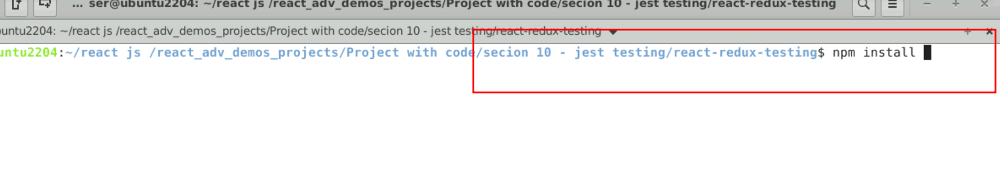 ... ser@ubuntu2204: ~/react js /react_adv_demos_projects/Project with code/secion 10 - jest testing/react-redux-testing
untu2204: ~/react js /react_adv_demos_projects/Project with code/secion 10 - jest testing/react-redux-testing
untu2204:~/react js /react_adv_demos_projects/Project with code/secion 10 - jest testing/react-redux-testing$ npm install